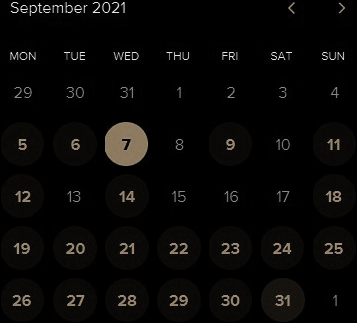 September 2021
MON TUE WED THU FRI SAT SUN
29 30 31 1 2 3 4
5 6 7 8 9 10 11
12 13 14 15 16 17 18
19 20 21 22 23 24 25
26 27 28 29 30 31 1